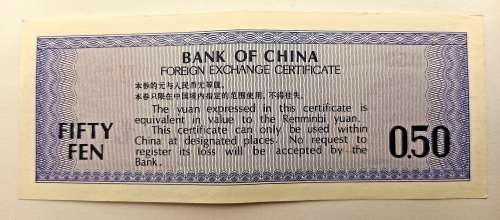 BANK OF CHINA
FOREIGN EXCHANGE CERTIFICATE
本券的元与人民币元等值。
本券只限在中国境内指定的范围使用,不得挂失。
The yuan expressed in this certificate is
equivalent in value to the Renminbi yuan.
This certificate can only be used within
China at designated places. No request to
register its loss will be accepted by the
Bank.
FIFTY
FEN
0.50